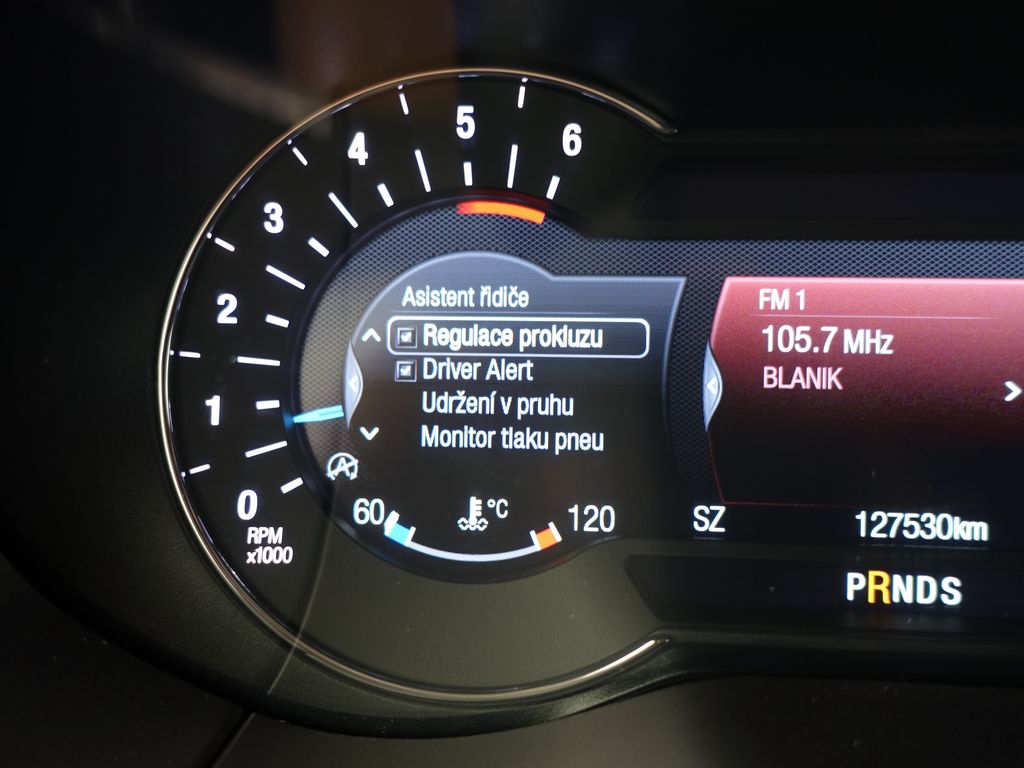 5
4
6
3
2
1
0
RPM
x1000
Asistent řidiče
Regulace prokluzu
Driver Alert
Udržení v pruhu
Monitor tlaku pneu
60
°C
120
FM 1
105.7 MHz
BLANIK
SZ
127530km
PRNDS